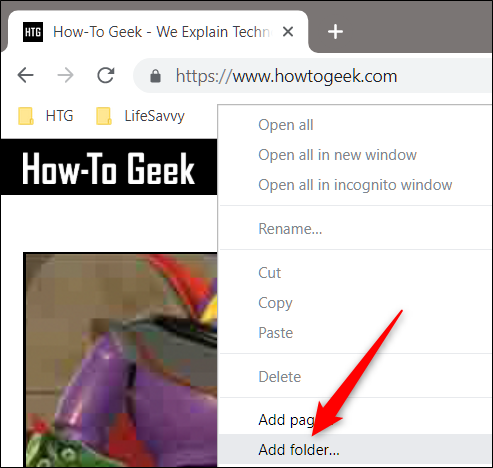 HTG How-To Geek - We Explain Techn
https://www.howtogeek.com
HTG LifeSavvy
How-To Geek
Open all
Open all in new window
Open all in incognito window
Rename...
Cut
Copy
Paste
Delete
Add pag
Add folder...